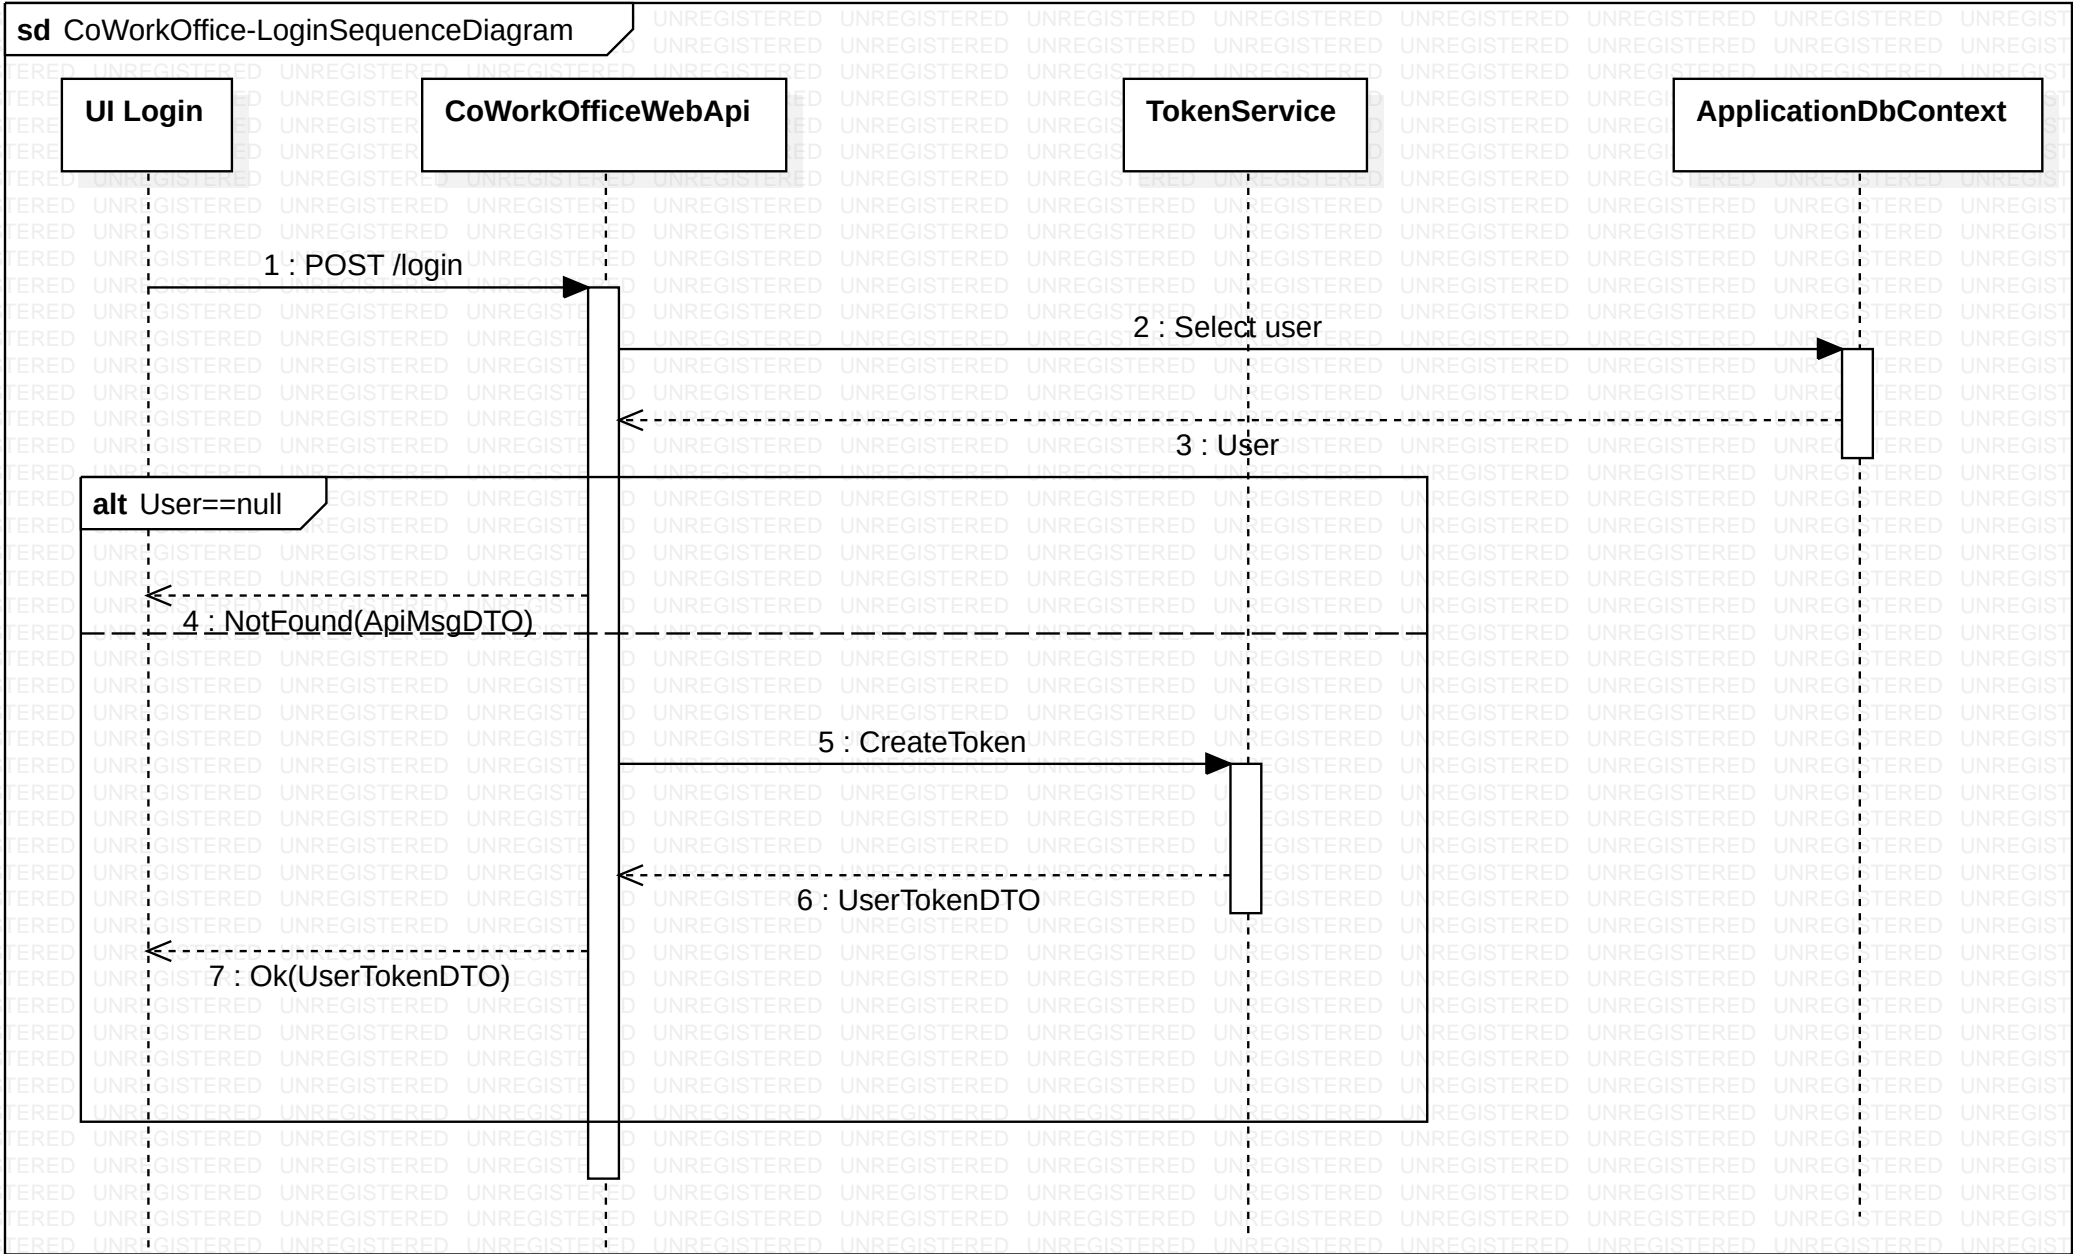 sd CoWorkOffice-LoginSequenceDiagram
UI Login
CoWorkOfficeWebApi
TokenService
ApplicationDbContext
1 : POST /login
2 : Select user
3 : User
alt User==null
4 : NotFound(ApiMsgDTO)
5 : CreateToken
6 : UserTokenDTO
7 : Ok(UserTokenDTO)
UNREGISTERED